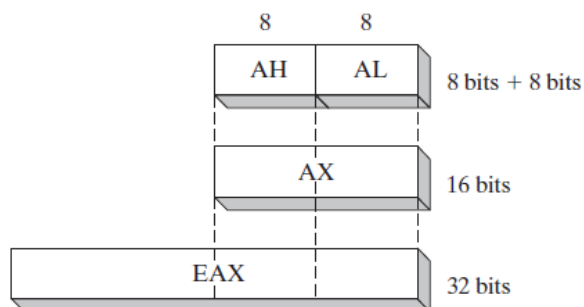 8 8
AH AL 8 bits + 8 bits
AX 16 bits
EAX 32 bits